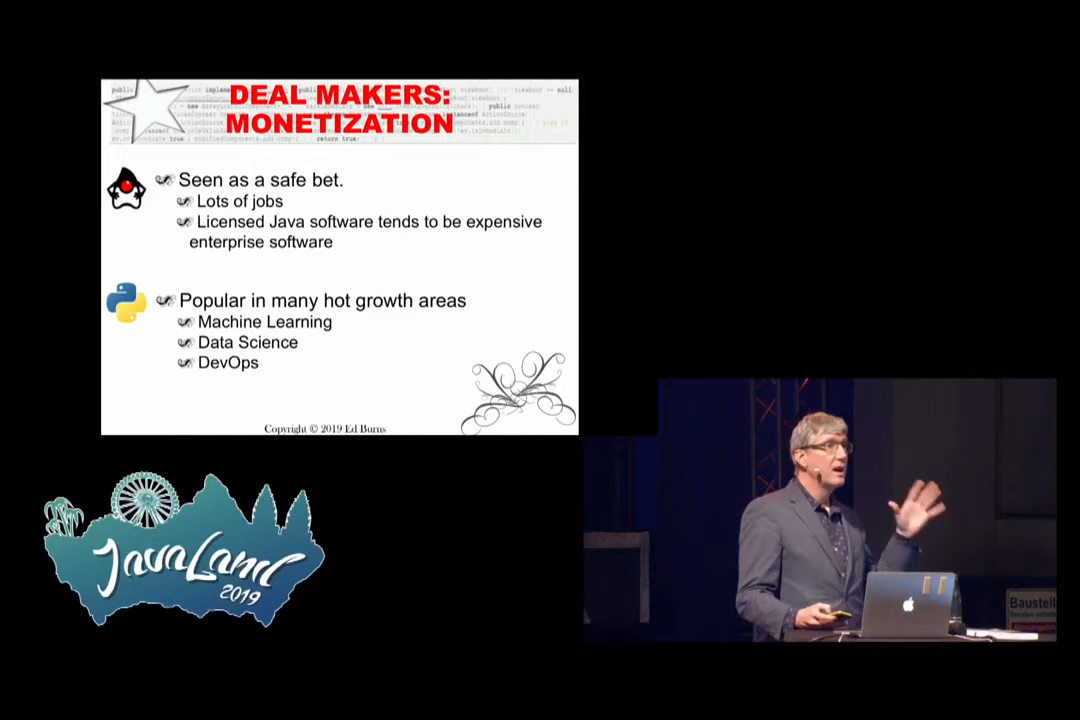 DEAL MAKERS:
MONETIZATION
Seen as a safe bet.
Lots of jobs
Licensed Java software tends to be expensive
enterprise software
Popular in many hot growth areas
Machine Learning
Data Science
DevOps
Copyright © 2019 Ed Burns
JavaLand
2019
Baustell